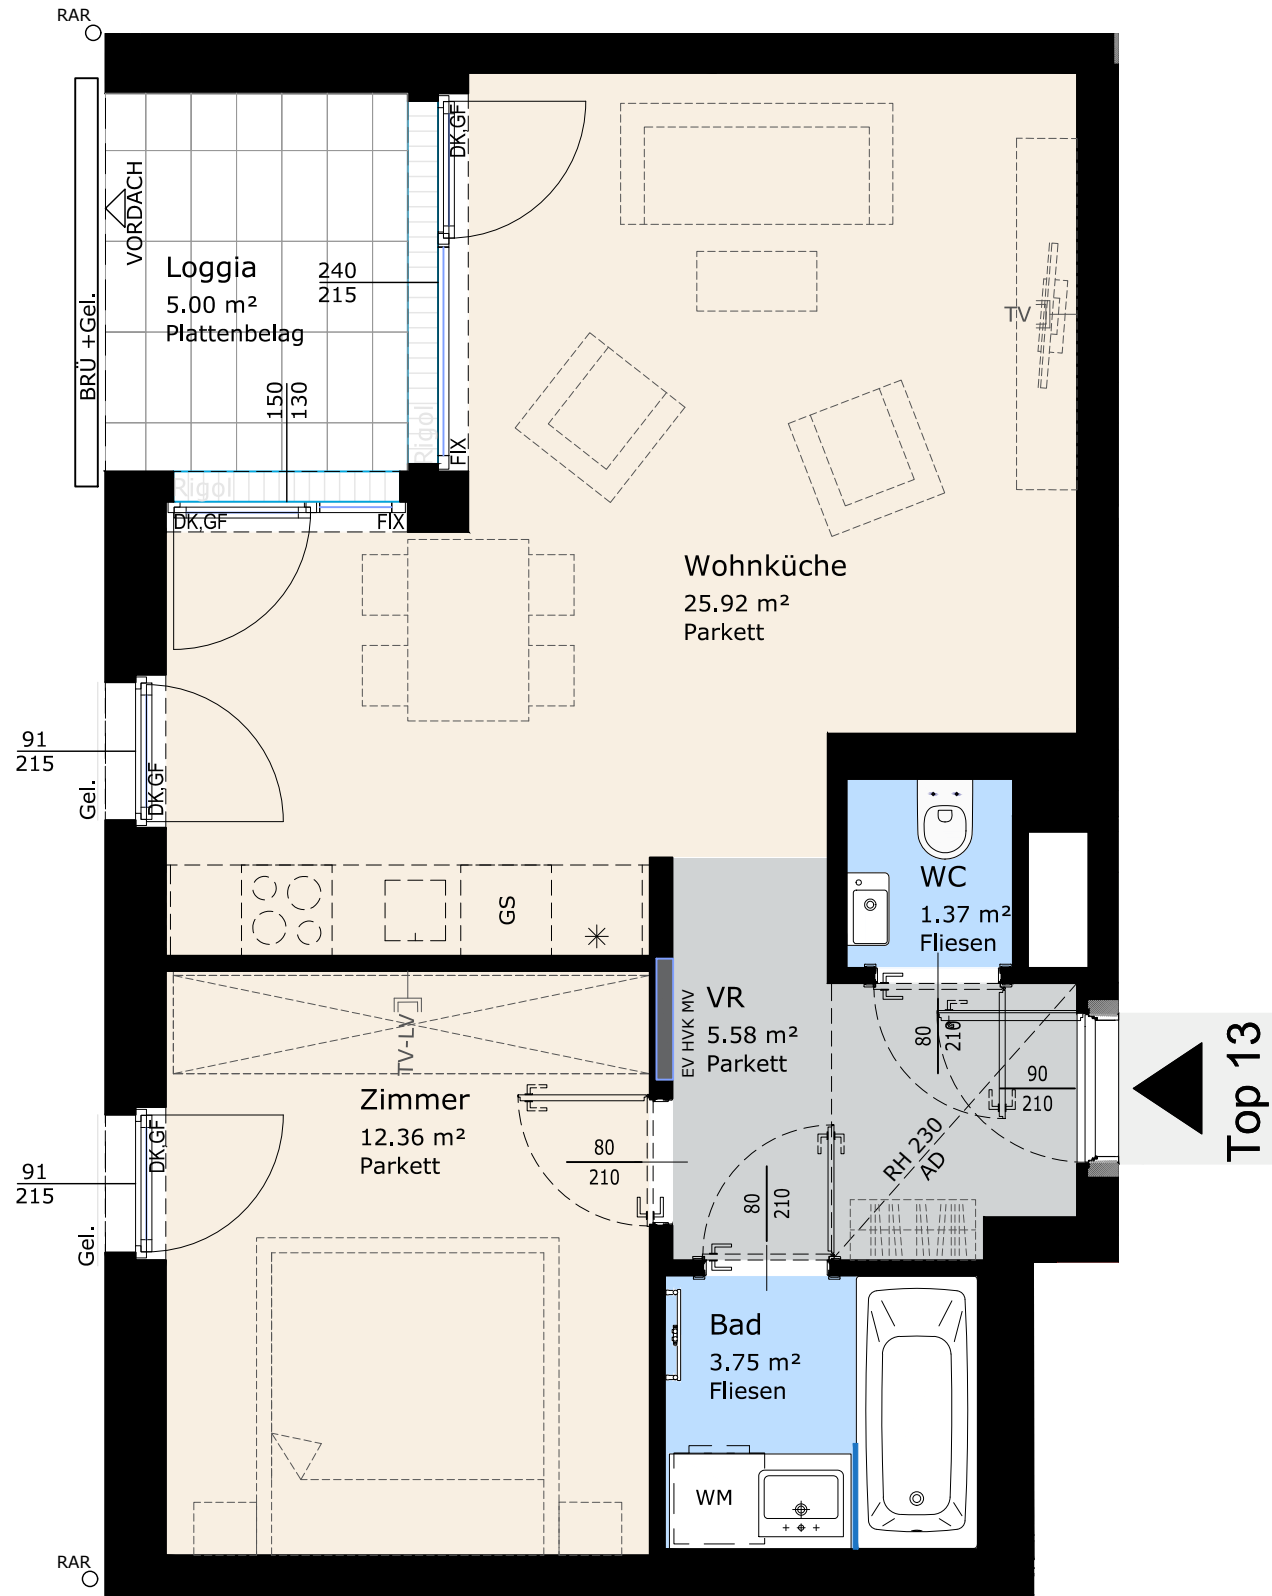 RAR
DK,GF
VORDACH
Loggia
5.00 m²
Plattenbelag
240
215
BRÜ +Gel.
150
130
Rigol
FIX
TV
Rigol
DK,GF
FIX
Wohnküche
25.92 m²
Parkett
91
215
Gel.
DK,GF
GS
WC
1.37 m²
Fliesen
VR
5.58 m²
Parkett
EV HVK MV
80
210
90
210
Top 13
TV-LV
Zimmer
12.36 m²
Parkett
80
210
RH 230
AD
80
210
91
215
Gel.
DK,GF
Bad
3.75 m²
Fliesen
WM
RAR